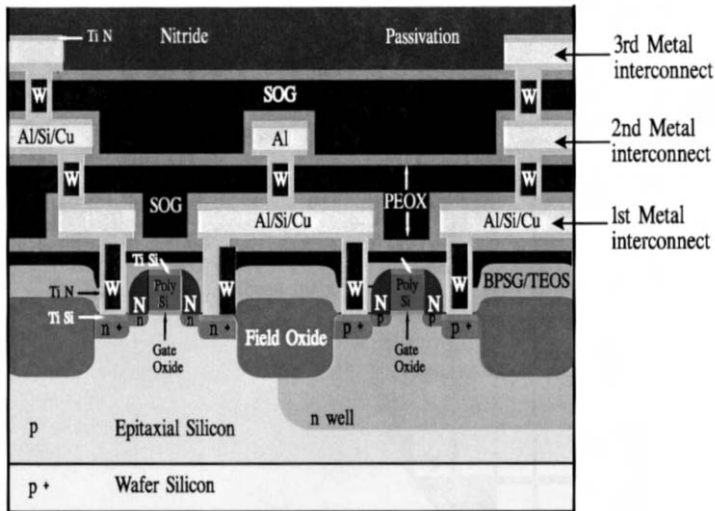 Ti N
Nitride
Passivation
3rd Metal
interconnect
W
W
SOG
Al/Si/Cu
Al
2nd Metal
interconnect
W
W
W
SOG
PEOX
Al/Si/Cu
Al/Si/Cu
1st Metal
interconnect
Ti Si
W
W
W
W
BPSG/TEOS
Ti N
Poly
Si
Poly
Si
N
N
N
N
Ti Si
n +
n
n
n +
Field Oxide
p +
p
p
p +
Gate
Oxide
Gate
Oxide
n well
p
Epitaxial Silicon
p +
Wafer Silicon